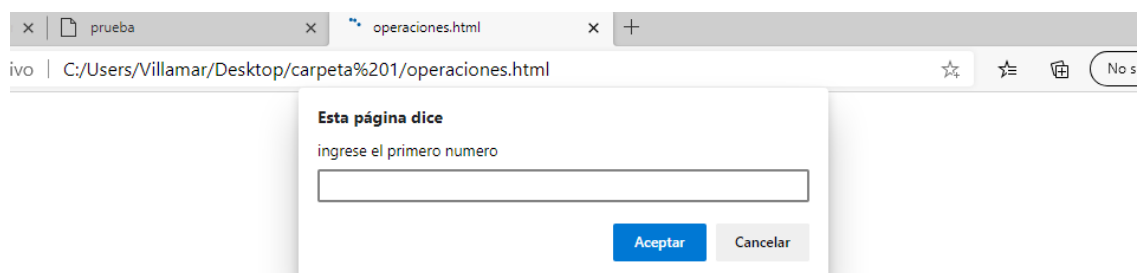 prueba
operaciones.html
ivo
C:/Users/Villamar/Desktop/carpeta%201/operaciones.html
No s
Esta página dice
ingrese el primero numero
Aceptar
Cancelar